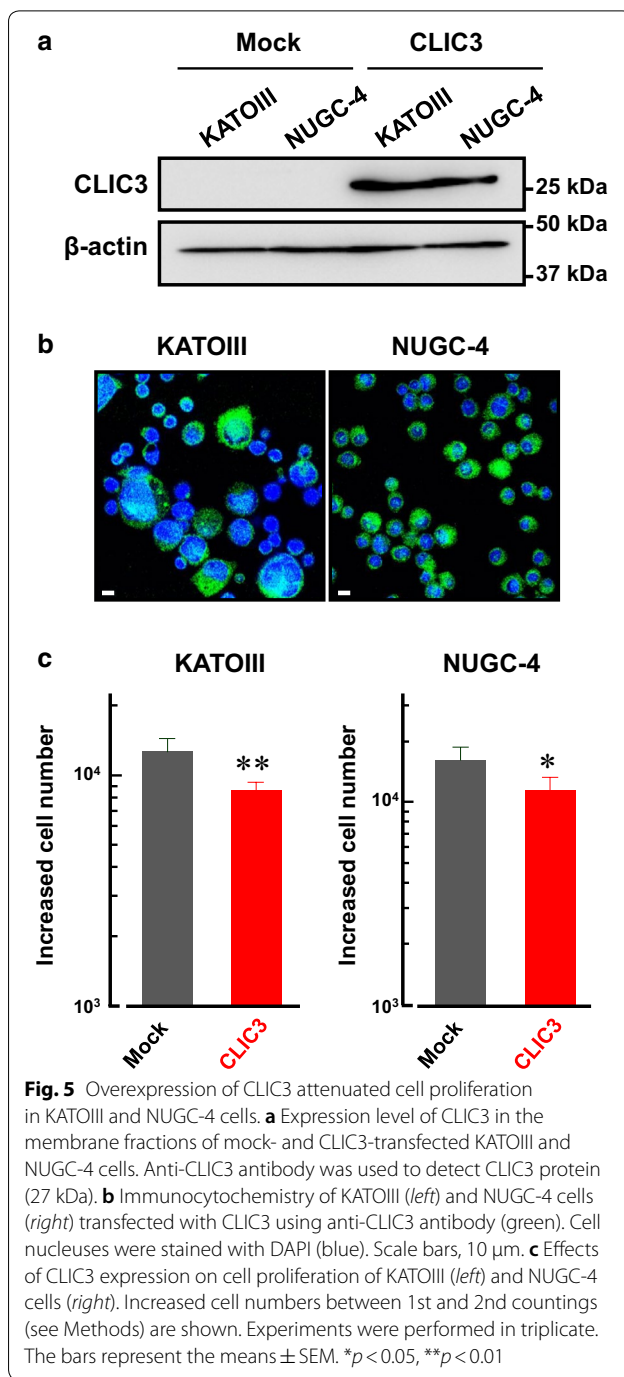 a
Mock CLIC3
KATOIII NUGC-4 KATOIII NUGC-4
CLIC3
25 kDa
50 kDa
β-actin
37 kDa
b
KATOIII NUGC-4
c
KATOIII NUGC-4
Increased cell number
10⁴
10³
Mock
CLIC3
**
Increased cell number
10⁴
10³
Mock
CLIC3
*
Fig. 5 Overexpression of CLIC3 attenuated cell proliferation
in KATOIII and NUGC-4 cells. a Expression level of CLIC3 in the
membrane fractions of mock- and CLIC3-transfected KATOIII and
NUGC-4 cells. Anti-CLIC3 antibody was used to detect CLIC3 protein
(27 kDa). b Immunocytochemistry of KATOIII (left) and NUGC-4 cells
(right) transfected with CLIC3 using anti-CLIC3 antibody (green). Cell
nucleuses were stained with DAPI (blue). Scale bars, 10 μm. c Effects
of CLIC3 expression on cell proliferation of KATOIII (left) and NUGC-4
cells (right). Increased cell numbers between 1st and 2nd countings
(see Methods) are shown. Experiments were performed in triplicate.
The bars represent the means ± SEM. *p < 0.05, **p < 0.01